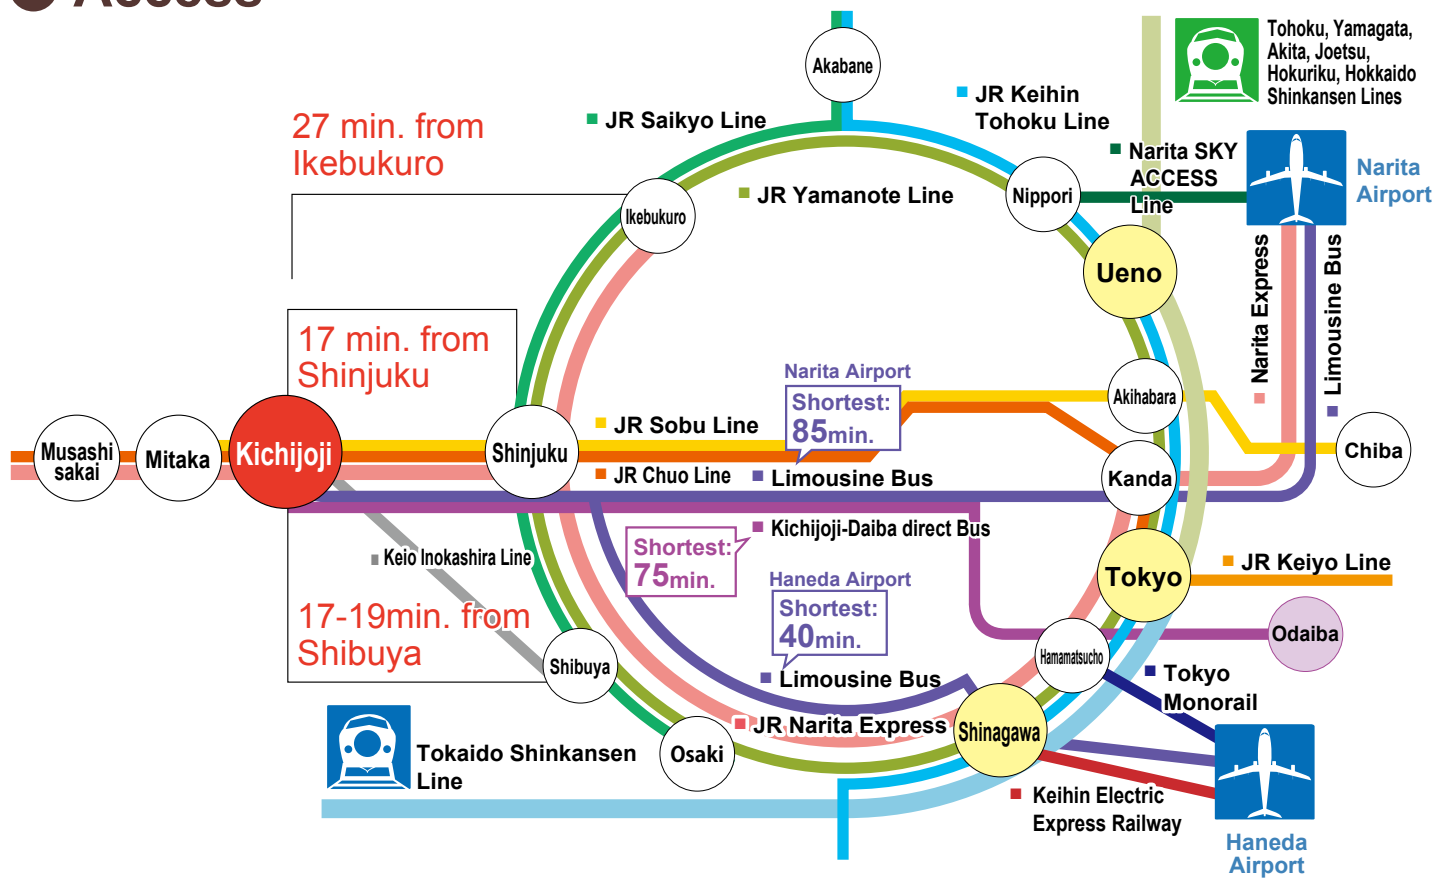 Access
Tohoku, Yamagata,
Akita, Joetsu,
Hokuriku, Hokkaido
Shinkansen Lines
Akabane
JR Keihin
Tohoku Line
JR Saikyo Line
27 min. from
Ikebukuro
Narita SKY
ACCESS
Line
Narita
Airport
JR Yamanote Line
Nippori
Ikebukuro
Ueno
Narita Express
Limousine Bus
17 min. from
Shinjuku
Narita Airport
Shortest:
85min.
Akihabara
JR Sobu Line
Musashi
sakai
Mitaka
Kichijoji
Shinjuku
Chiba
JR Chuo Line
Limousine Bus
Kanda
Kichijoji-Daiba direct Bus
Shortest:
75min.
Keio Inokashira Line
JR Keiyo Line
Tokyo
Haneda Airport
Shortest:
40min.
17-19min. from
Shibuya
Odaiba
Hamamatsucho
Shibuya
Limousine Bus
Tokyo
Monorail
JR Narita Express
Shinagawa
Osaki
Tokaido Shinkansen
Line
Keihin Electric
Express Railway
Haneda
Airport